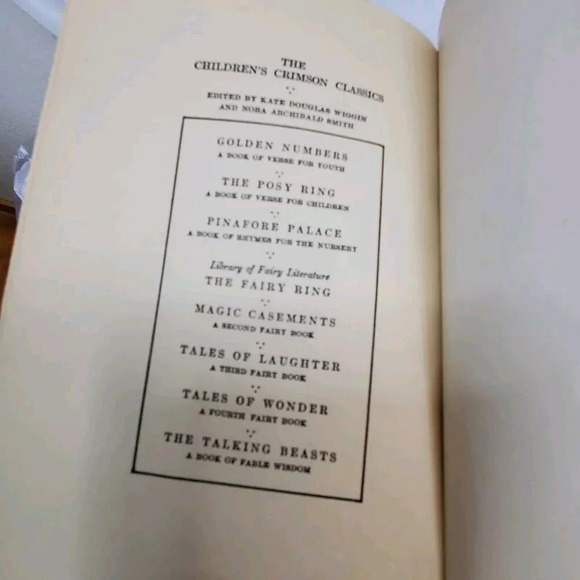 THE
CHILDREN'S CRIMSON CLASSICS
EDITED BY KATE DOUGLAS WIGGIN
AND NORA ARCHIBALD SMITH
GOLDEN NUMBERS
A BOOK OF VERSE FOR YOUTH
THE POSY RING
A BOOK OF VERSE FOR CHILDREN
PINAFORE PALACE
A BOOK OF RHYMES FOR THE NURSERY
Library of Fairy Literature
THE FAIRY RING
MAGIC CASEMENTS
A SECOND FAIRY BOOK
TALES OF LAUGHTER
A THIRD FAIRY BOOK
TALES OF WONDER
A FOURTH FAIRY BOOK
THE TALKING BEASTS
A BOOK OF FABLE WISDOM